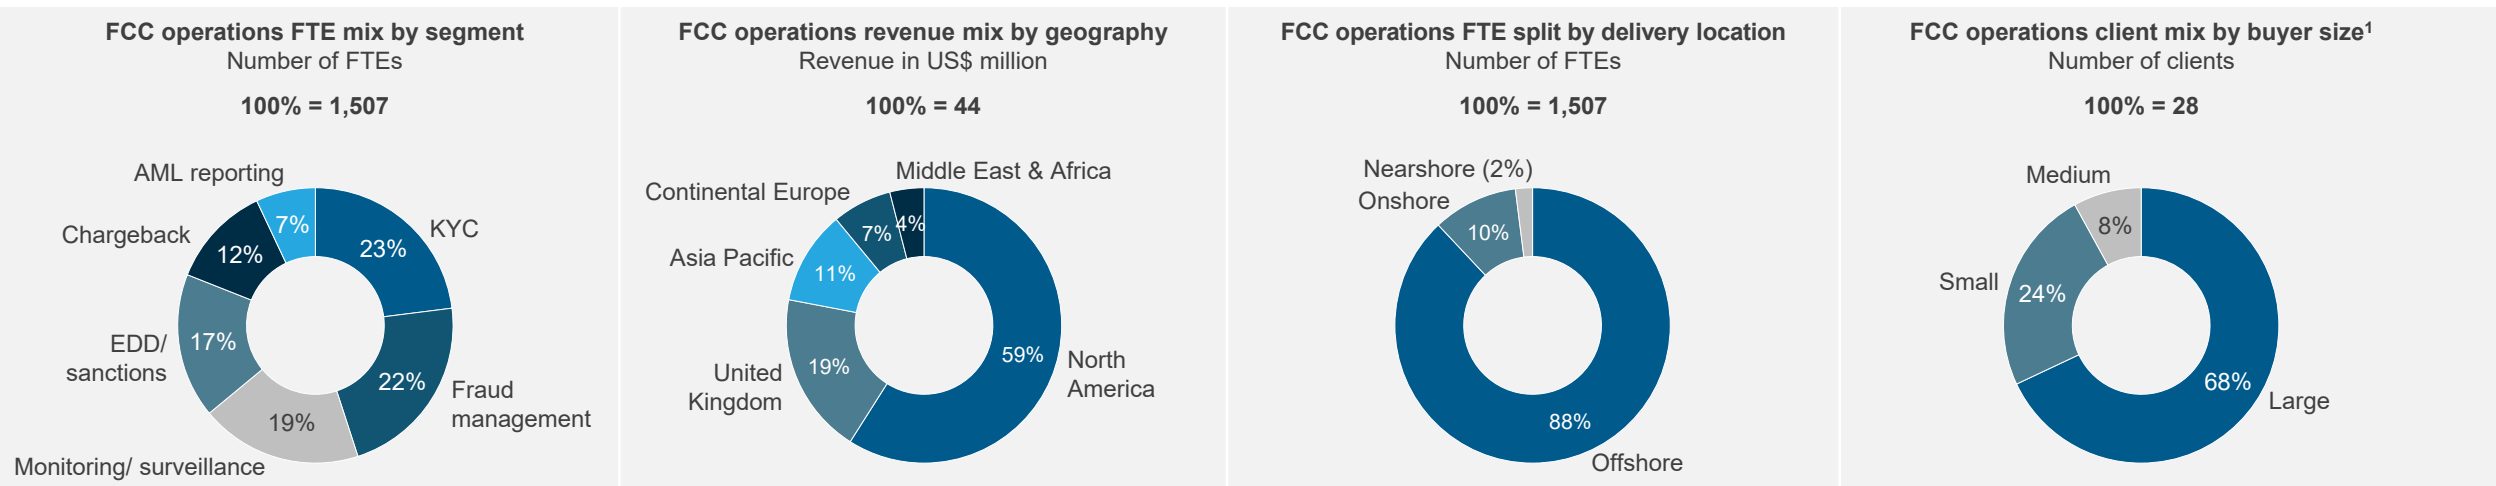 FCC operations FTE mix by segment
Number of FTEs
100% = 1,507
AML reporting
7%
KYC
23%
Chargeback
12%
EDD/
sanctions
17%
22%
Fraud
management
19%
Monitoring/ surveillance
FCC operations revenue mix by geography
Revenue in US$ million
100% = 44
Middle East & Africa
4%
Continental Europe
7%
Asia Pacific
11%
59%
North
America
United
Kingdom
19%
FCC operations FTE split by delivery location
Number of FTEs
100% = 1,507
Nearshore (2%)
Onshore
10%
88%
Offshore
FCC operations client mix by buyer size¹
Number of clients
100% = 28
Medium
8%
Small
24%
68%
Large